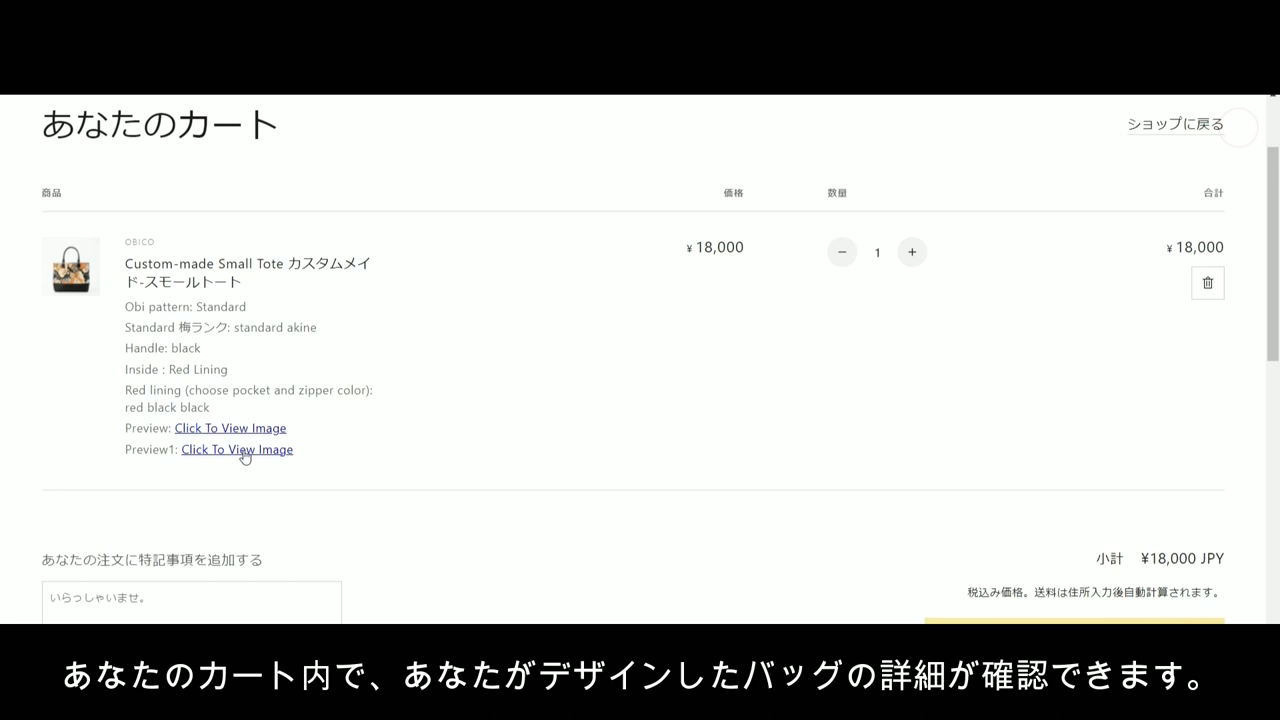 あなたのカート
ショップに戻る
商品
価格
数量
合計
OBICO
Custom-made Small Tote カスタムメイ
ド-スモールトート
¥ 18,000
− 1 +
¥ 18,000
Obi pattern: Standard
Standard 梅ランク: standard akine
Handle: black
Inside : Red Lining
Red lining (choose pocket and zipper color):
red black black
Preview: Click To View Image
Preview1: Click To View Image
あなたの注文に特記事項を追加する
小計 ¥18,000 JPY
いらっしゃいませ。
税込み価格。送料は住所入力後自動計算されます。
あなたのカート内で、あなたがデザインしたバッグの詳細が確認できます。